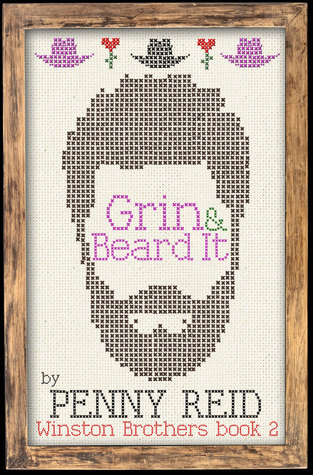 Grin &
Beard It
by
PENNY REID
Winston Brothers book 2